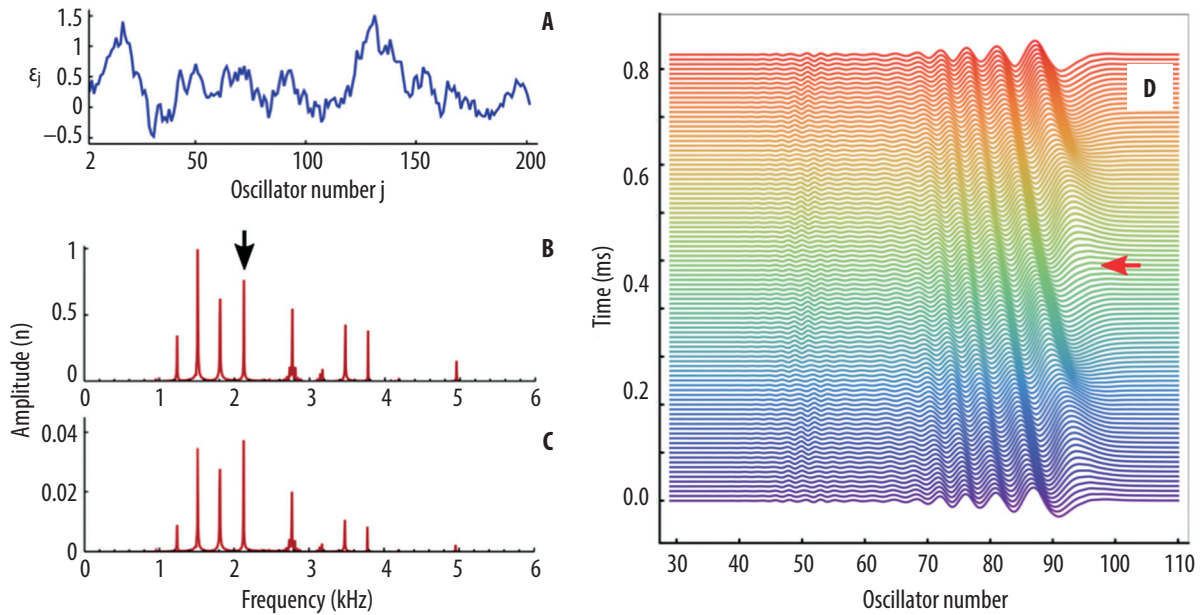 A
1.5
1
0.5
0
−0.5
εj
2 50 100 150 200
Oscillator number j
B
1
0.5
0
0 1 2 3 4 5 6
Amplitude (n)
C
0.04
0.02
0
0 1 2 3 4 5 6
Frequency (kHz)
D
0.8
0.6
0.4
0.2
0.0
Time (ms)
30 40 50 60 70 80 90 100 110
Oscillator number